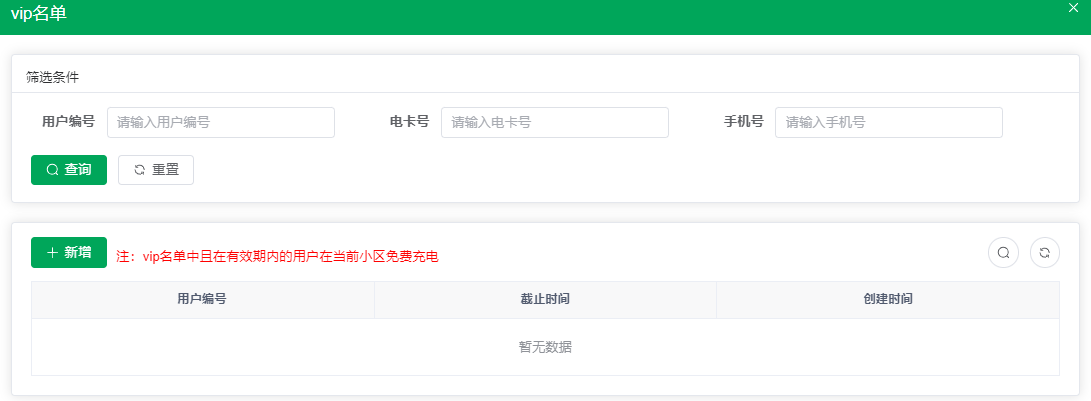 vip名单
筛选条件
用户编号 请输入用户编号 电卡号 请输入电卡号 手机号 请输入手机号
查询 重置
新增 注：vip名单中且在有效期内的用户在当前小区免费充电
用户编号 截止时间 创建时间
暂无数据